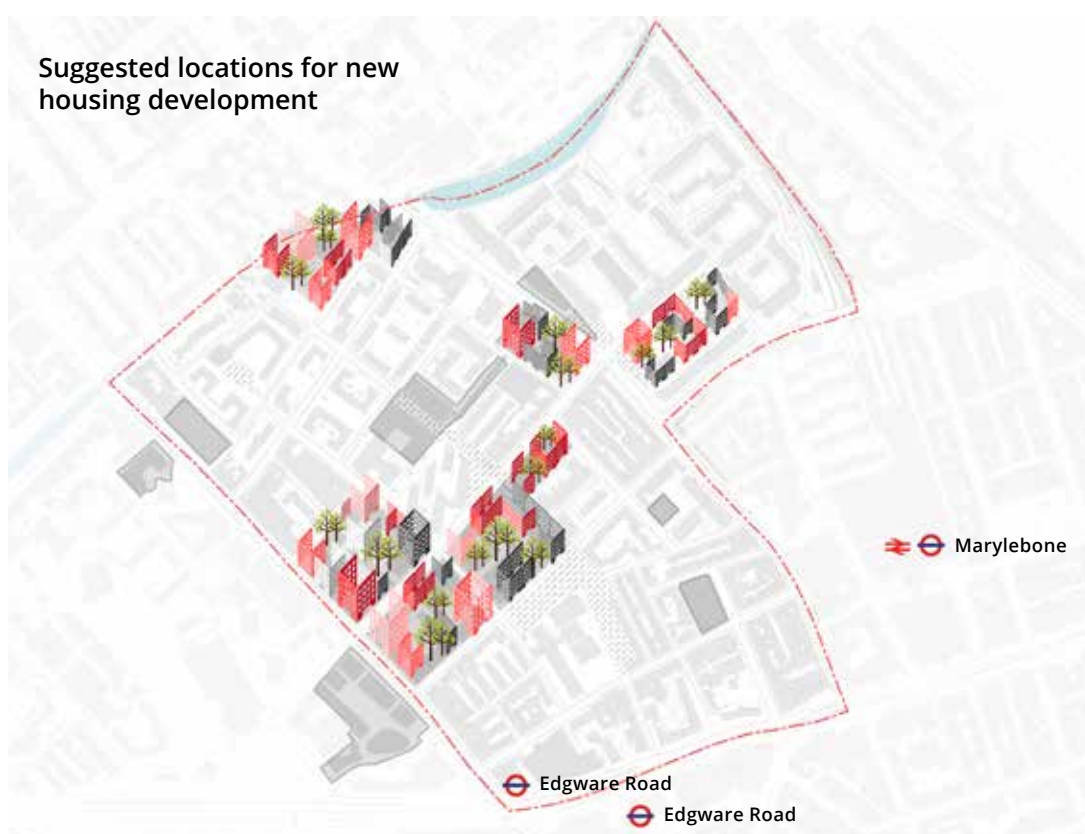 Suggested locations for new
housing development
Marylebone
Edgware Road
Edgware Road